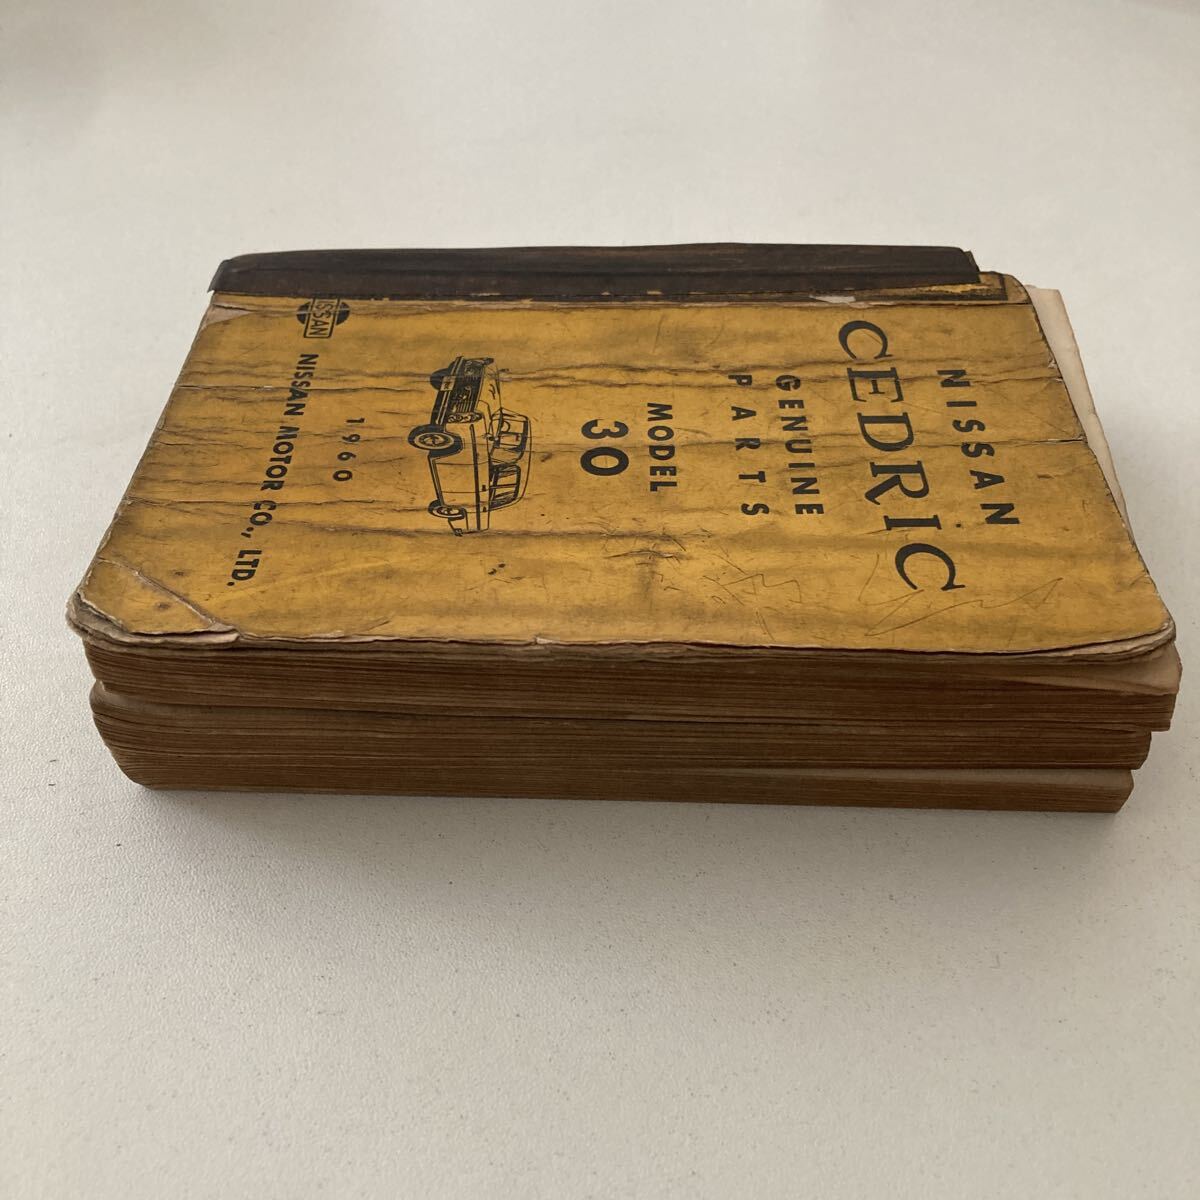 NISSAN
CEDRIC
GENUINE
PARTS
MODEL
30
1960
NISSAN
NISSAN MOTOR CO., LTD.